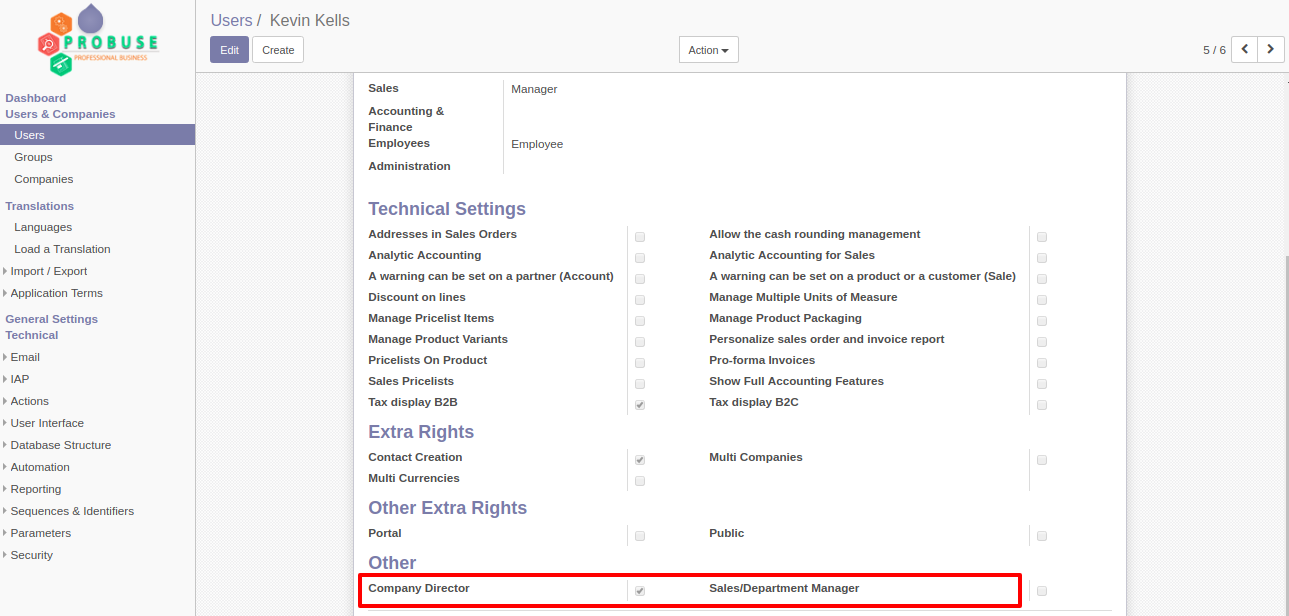 PROBUSE
PROFESSIONAL BUSINESS
Dashboard
Users & Companies
Users
Groups
Companies
Translations
Languages
Load a Translation
Import / Export
Application Terms
General Settings
Technical
Email
IAP
Actions
User Interface
Database Structure
Automation
Reporting
Sequences & Identifiers
Parameters
Security
Users / Kevin Kells
Edit Create Action 5 / 6
Sales Manager
Accounting &
Finance
Employees Employee
Administration
Technical Settings
Addresses in Sales Orders Allow the cash rounding management
Analytic Accounting Analytic Accounting for Sales
A warning can be set on a partner (Account) A warning can be set on a product or a customer (Sale)
Discount on lines Manage Multiple Units of Measure
Manage Pricelist Items Manage Product Packaging
Manage Product Variants Personalize sales order and invoice report
Pricelists On Product Pro-forma Invoices
Sales Pricelists Show Full Accounting Features
Tax display B2B Tax display B2C
Extra Rights
Contact Creation Multi Companies
Multi Currencies
Other Extra Rights
Portal Public
Other
Company Director Sales/Department Manager